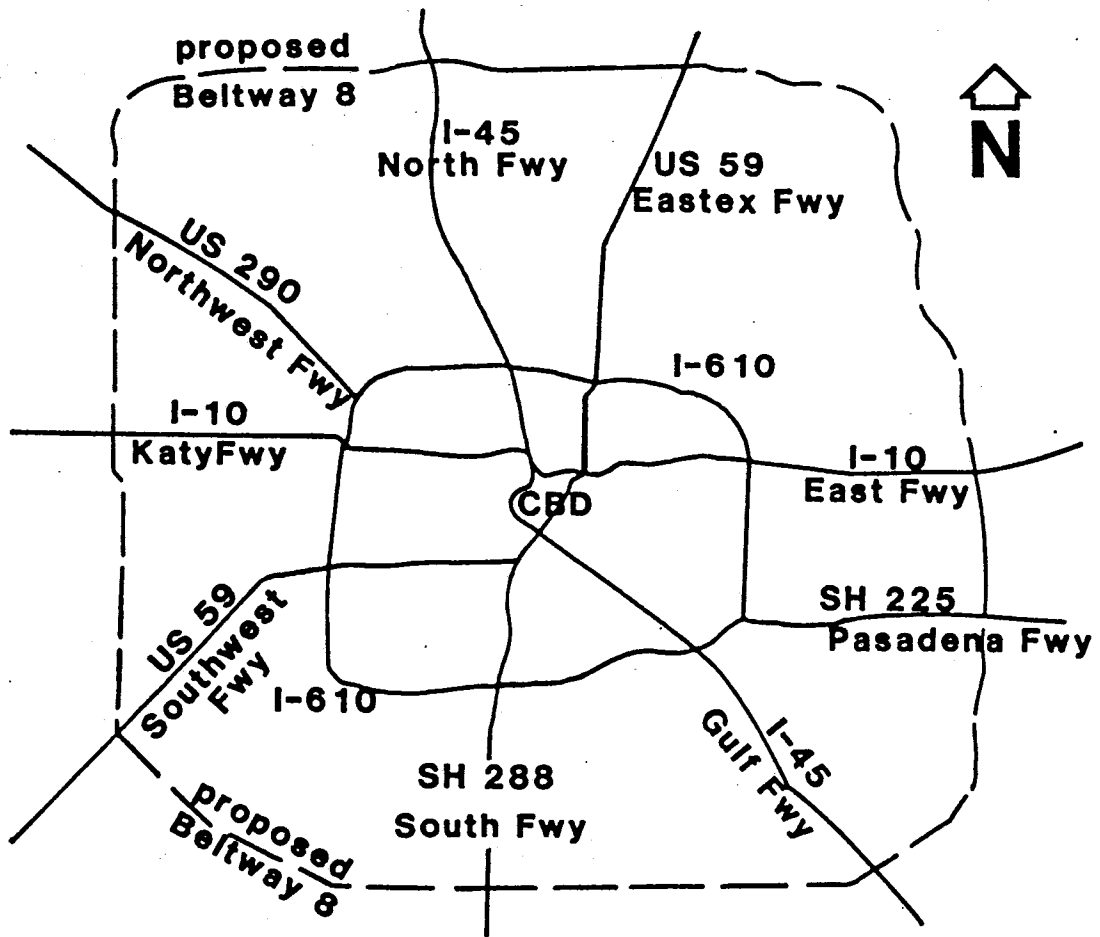 proposed
Beltway 8
N
I-45
North Fwy
US 59
Eastex Fwy
US 290
Northwest Fwy
I-610
I-10
KatyFwy
I-10
East Fwy
CBD
US 59
Southwest
Fwy
SH 225
Pasadena Fwy
I-610
I-45
Gulf Fwy
SH 288
South Fwy
proposed
Beltway 8